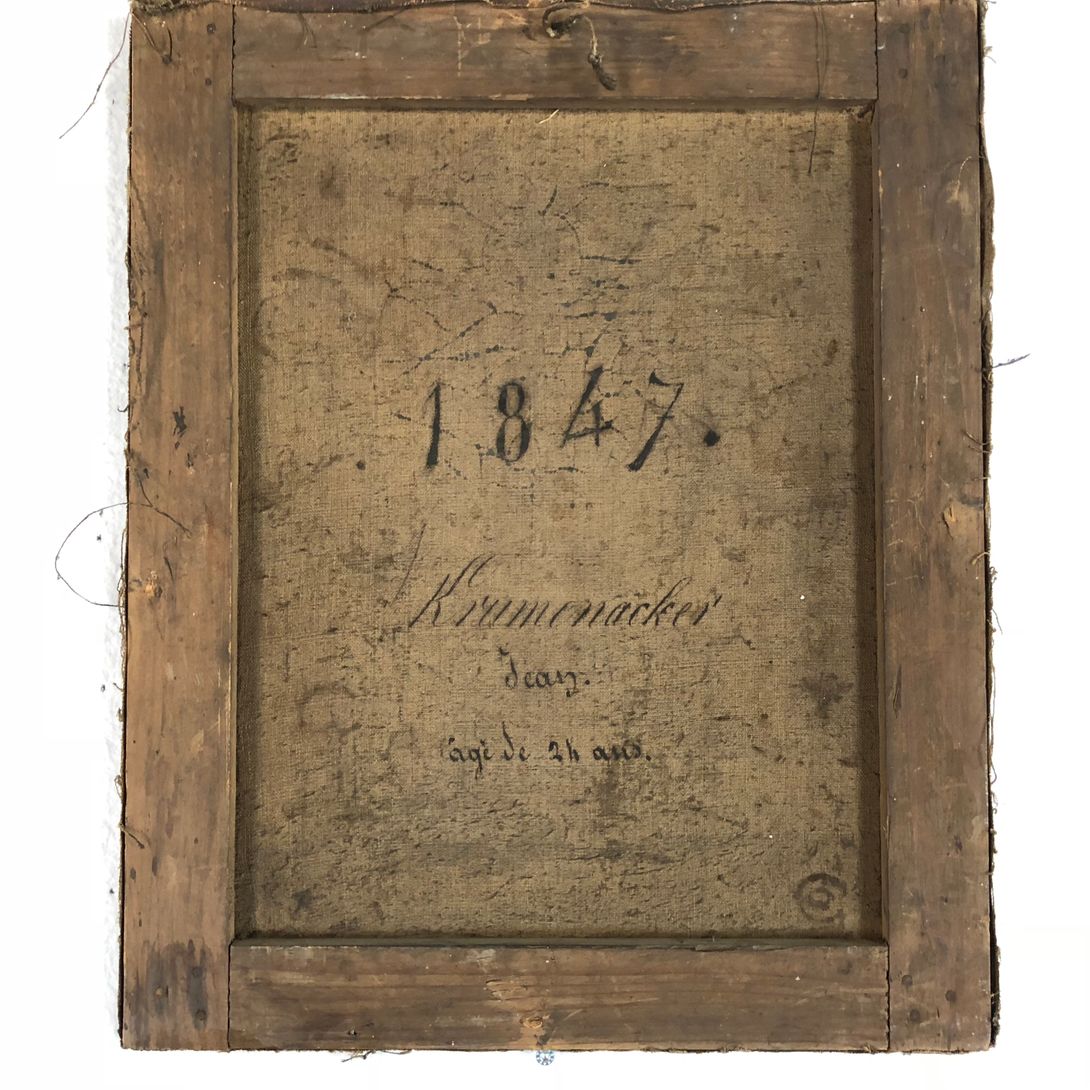 1847.
Krumenacker
Jean.
agé de 24 ans.